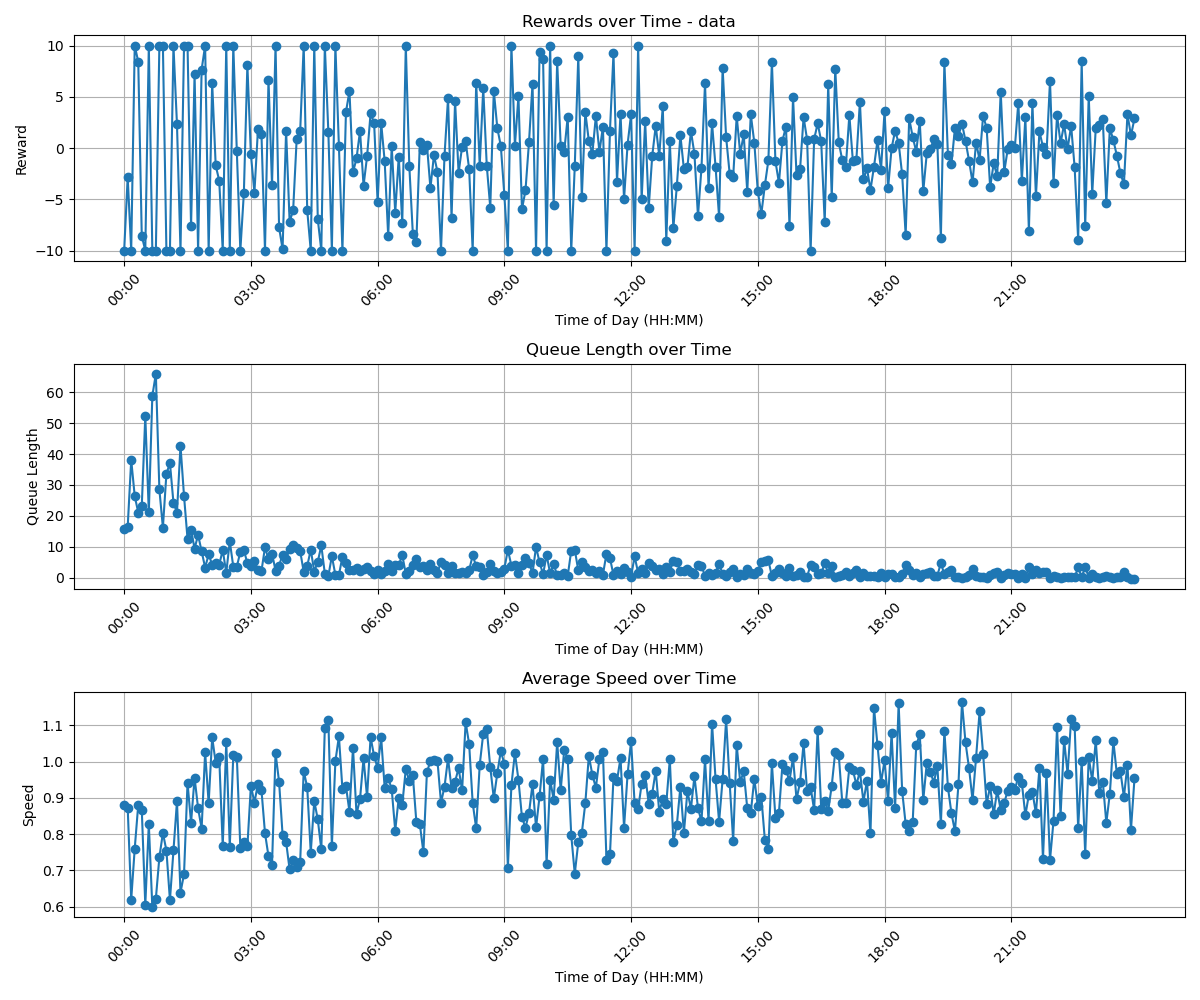 Rewards over Time - data
10
5
0
−5
−10
Reward
00:00 03:00 06:00 09:00 12:00 15:00 18:00 21:00
Time of Day (HH:MM)
Queue Length over Time
60
50
40
30
20
10
0
Queue Length
00:00 03:00 06:00 09:00 12:00 15:00 18:00 21:00
Time of Day (HH:MM)
Average Speed over Time
1.1
1.0
0.9
0.8
0.7
0.6
Speed
00:00 03:00 06:00 09:00 12:00 15:00 18:00 21:00
Time of Day (HH:MM)